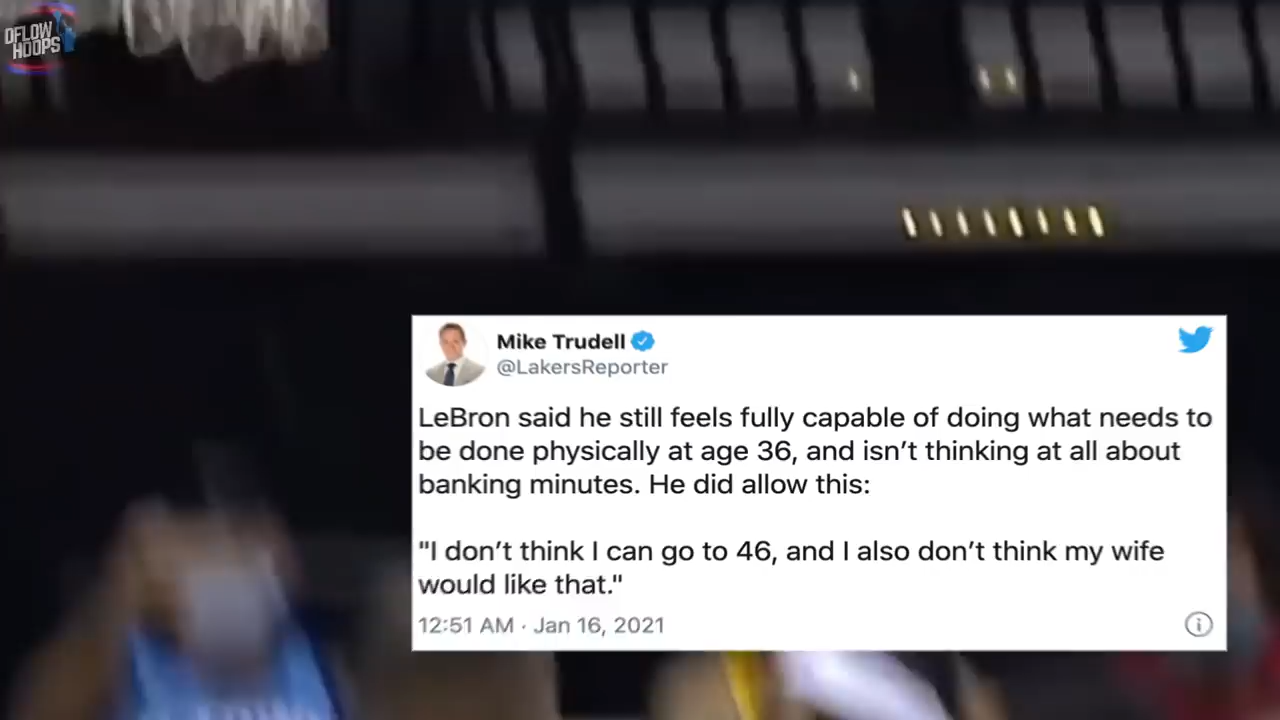 DFLOW
HOOPS
Mike Trudell
@LakersReporter
LeBron said he still feels fully capable of doing what needs to
be done physically at age 36, and isn’t thinking at all about
banking minutes. He did allow this:
"I don’t think I can go to 46, and I also don’t think my wife
would like that."
12:51 AM · Jan 16, 2021